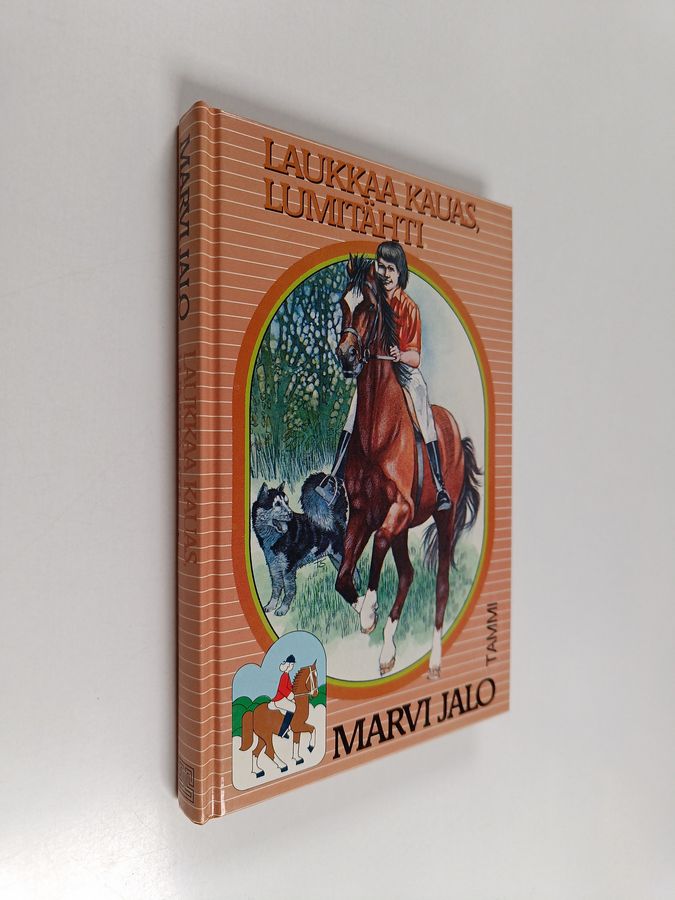 LAUKKAA KAUAS,
LUMITÄHTI
TAMMI
MARVI JALO
MARVI JALO LAUKKAA KAUAS,